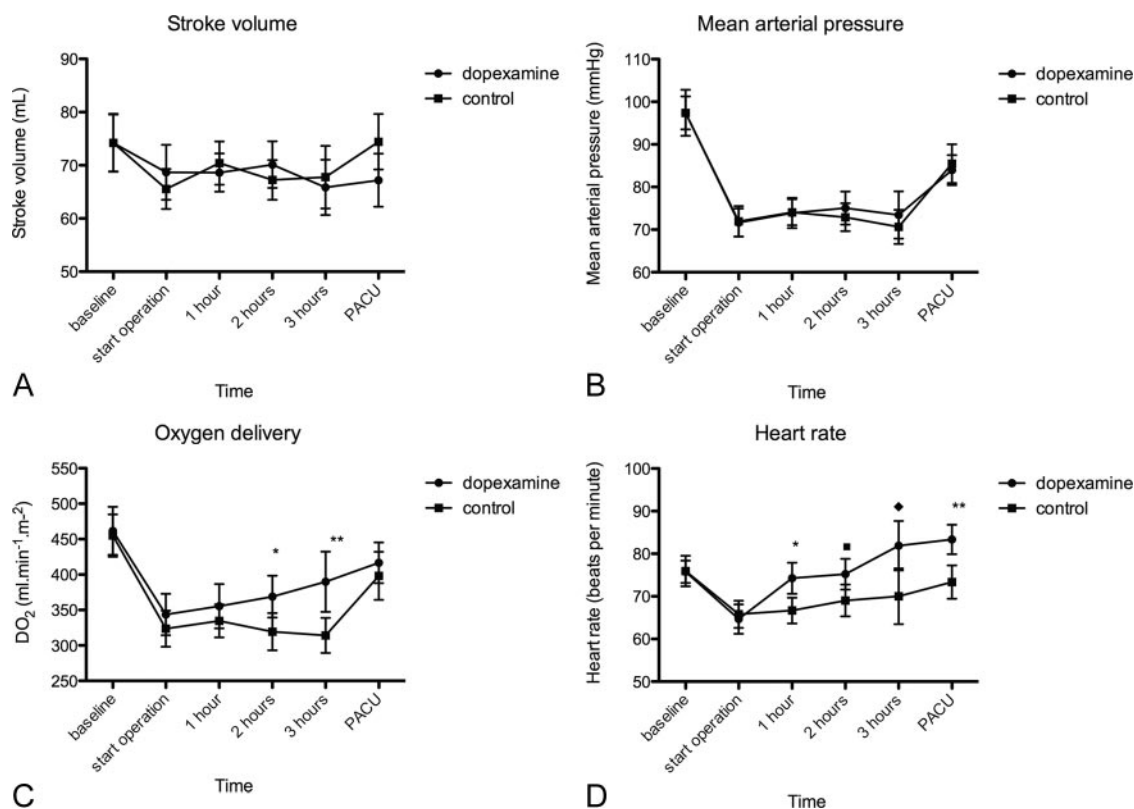 Stroke volume
90
80
70
60
50
Stroke volume (mL)
dopexamine
control
baseline
start operation
1 hour
2 hours
3 hours
PACU
Time
A
Mean arterial pressure
110
100
90
80
70
60
Mean arterial pressure (mmHg)
dopexamine
control
baseline
start operation
1 hour
2 hours
3 hours
PACU
Time
B
Oxygen delivery
550
500
450
400
350
300
250
DO₂ (ml.min⁻¹.m-²)
dopexamine
control
*
**
baseline
start operation
1 hour
2 hours
3 hours
PACU
Time
C
Heart rate
100
90
80
70
60
50
Heart rate (beats per minute)
dopexamine
control
*
■
◆
**
baseline
start operation
1 hour
2 hours
3 hours
PACU
Time
D